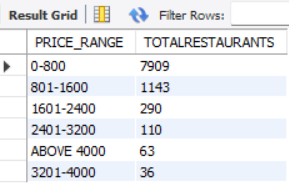 Result Grid Filter Rows:
PRICE_RANGE TOTALRESTAURANTS
0-800 7909
801-1600 1143
1601-2400 290
2401-3200 110
ABOVE 4000 63
3201-4000 36